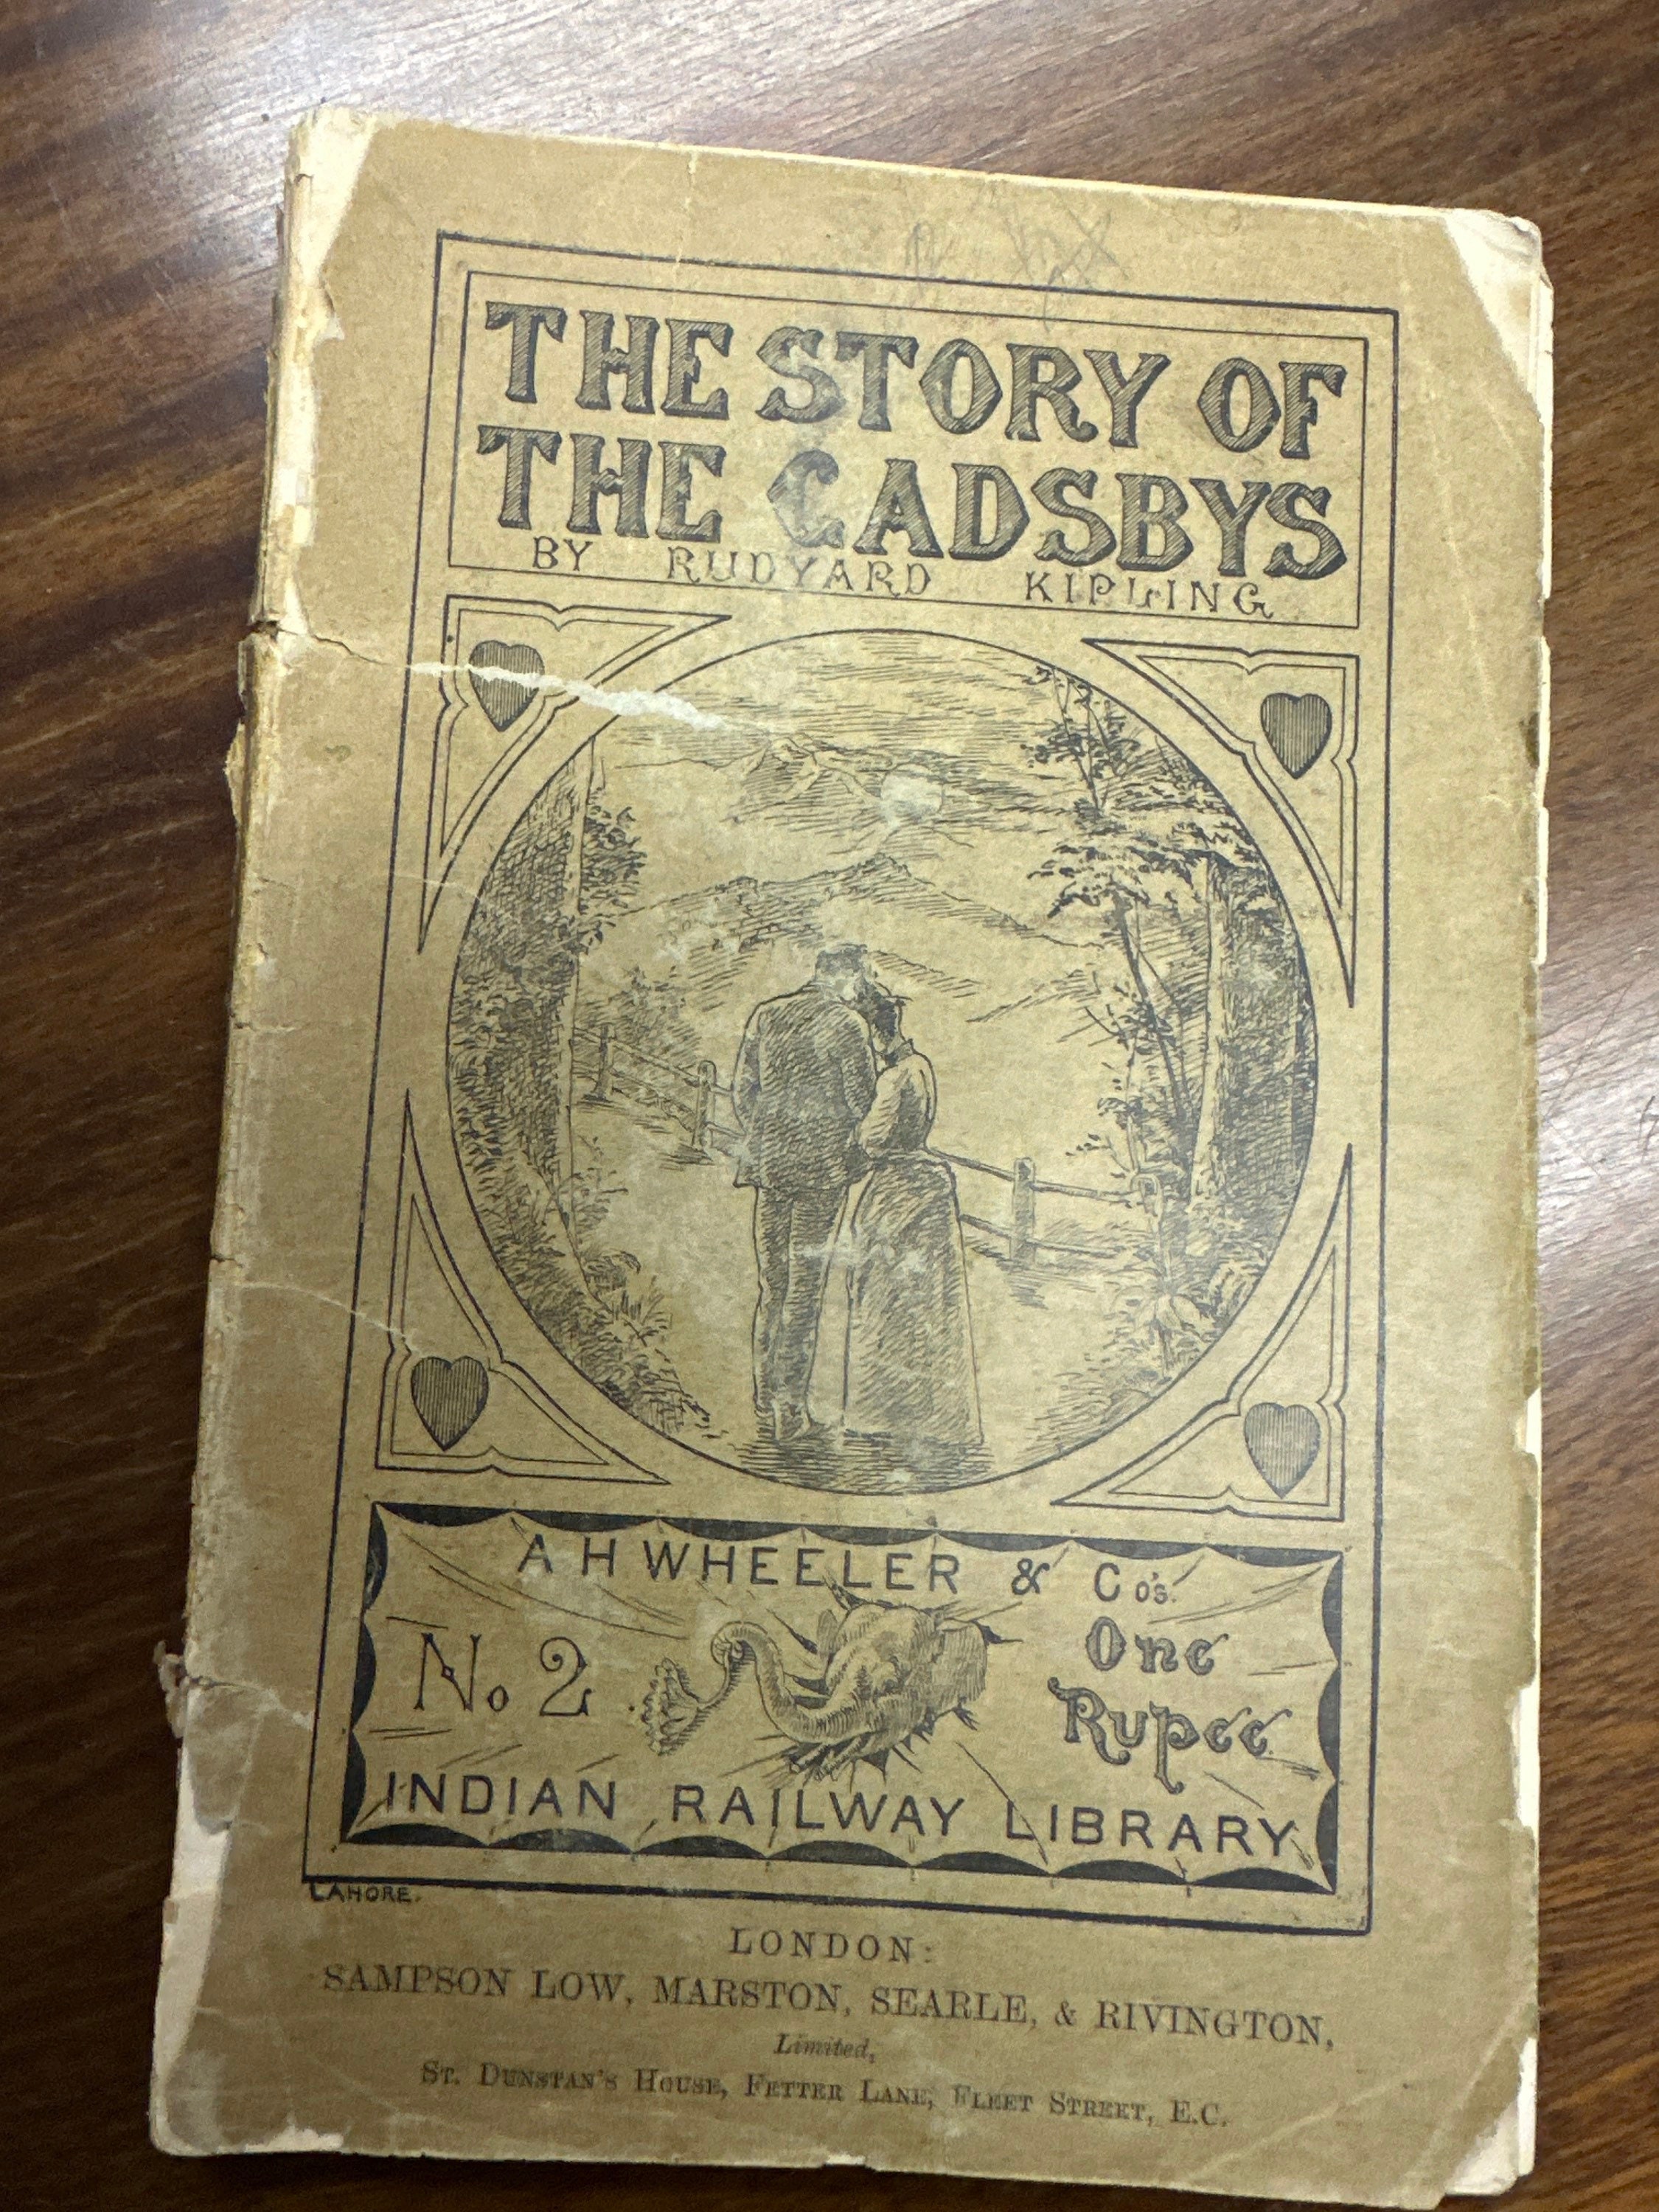 THE STORY OF
THE GADSBYS
BY RUDYARD KIPLING
A H WHEELER & Co's.
No. 2
One
Rupee
INDIAN RAILWAY LIBRARY
LAHORE.
LONDON:
SAMPSON LOW, MARSTON, SEARLE, & RIVINGTON,
Limited,
ST. DUNSTAN'S HOUSE, FETTER LANE, FLEET STREET, E.C.